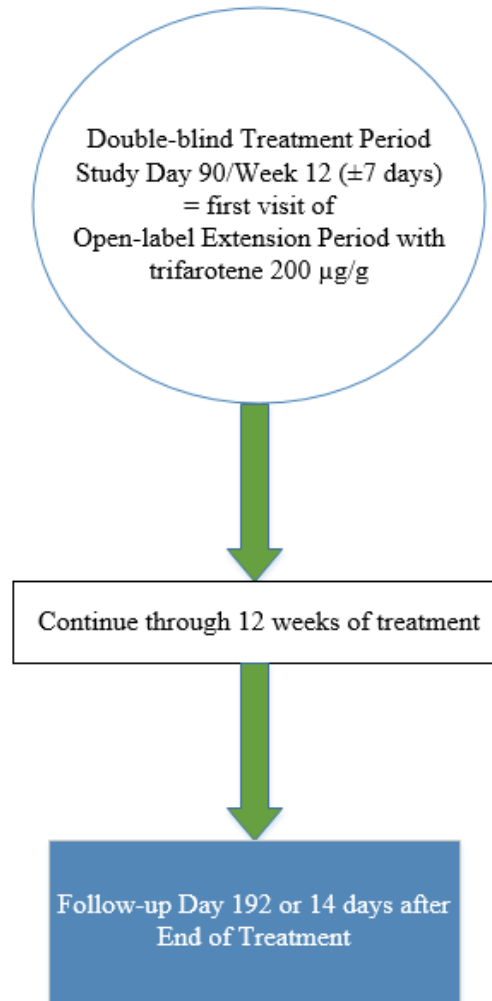 Double-blind Treatment Period
Study Day 90/Week 12 (±7 days)
= first visit of
Open-label Extension Period with
trifarotene 200 µg/g
Continue through 12 weeks of treatment
Follow-up Day 192 or 14 days after
End of Treatment